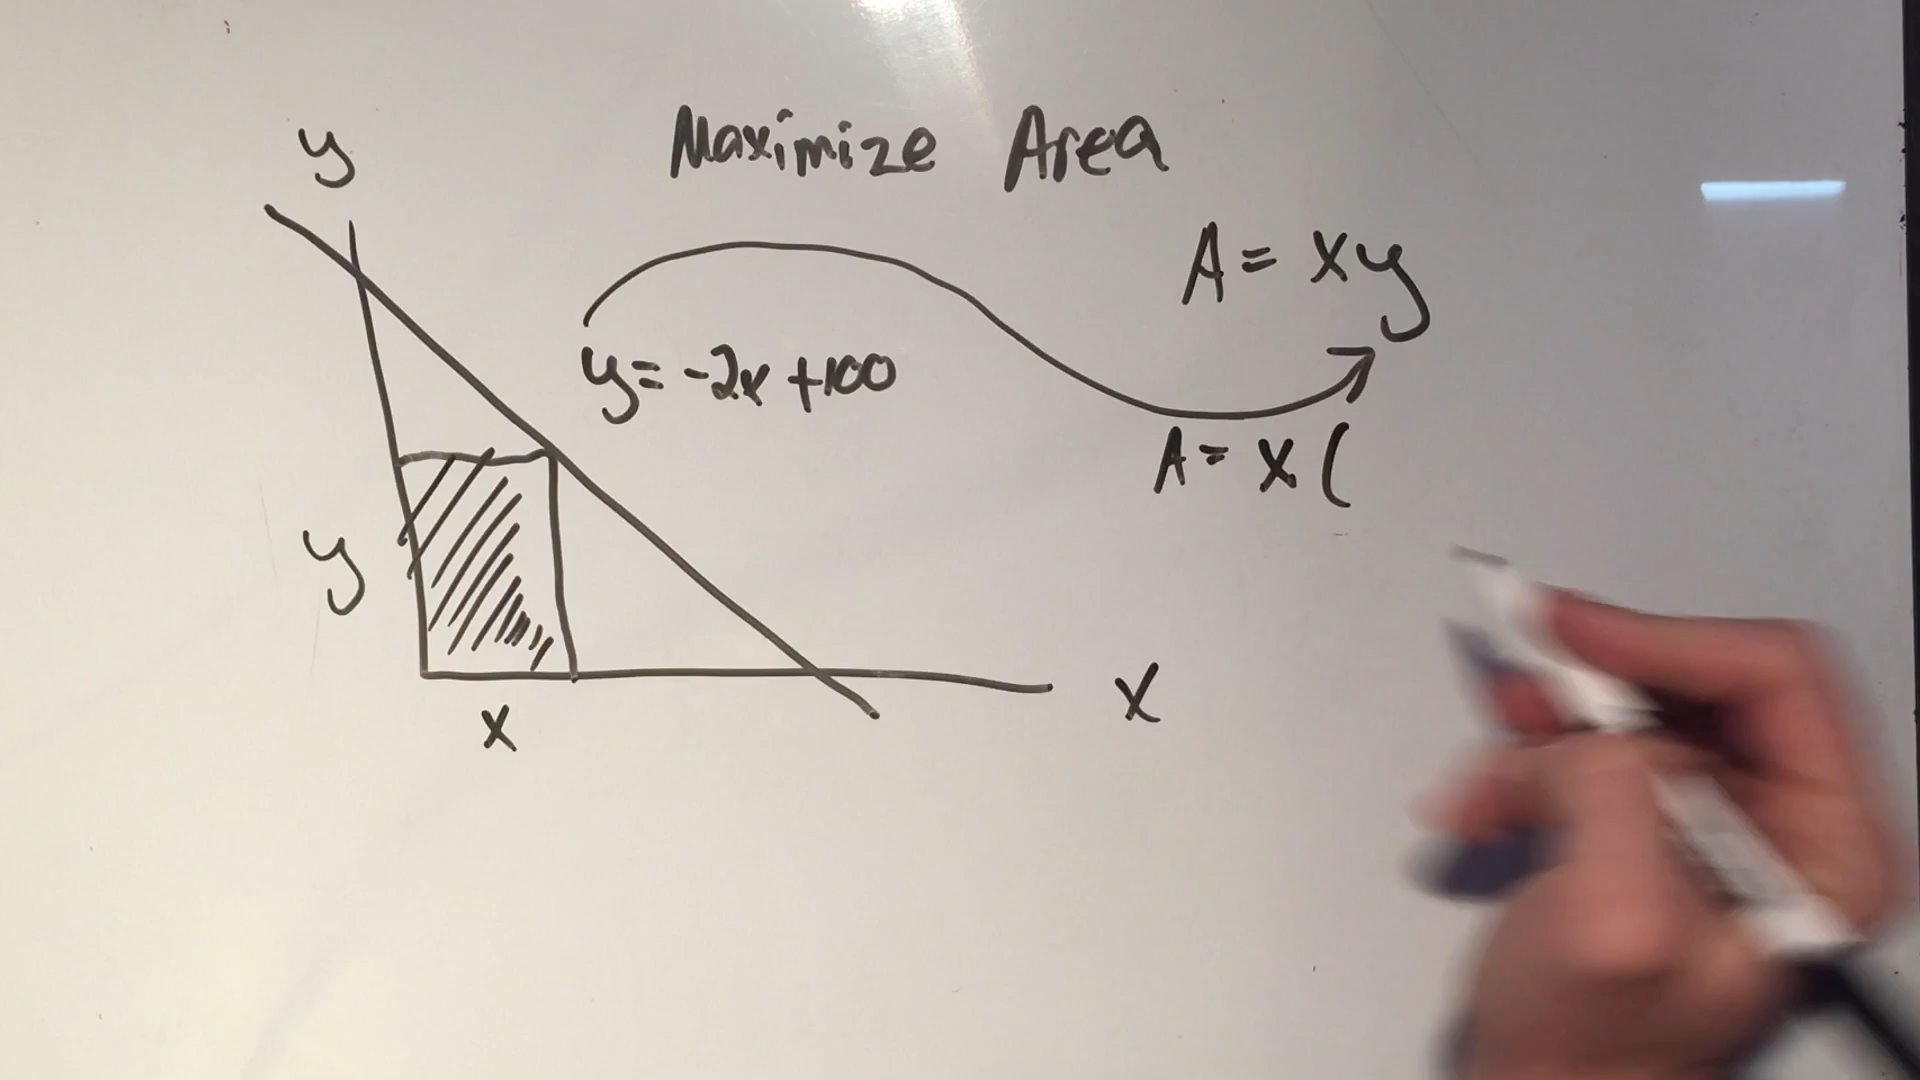 Maximize Area
y
A = xy
y = -2x + 100
A = x (
y
x
x